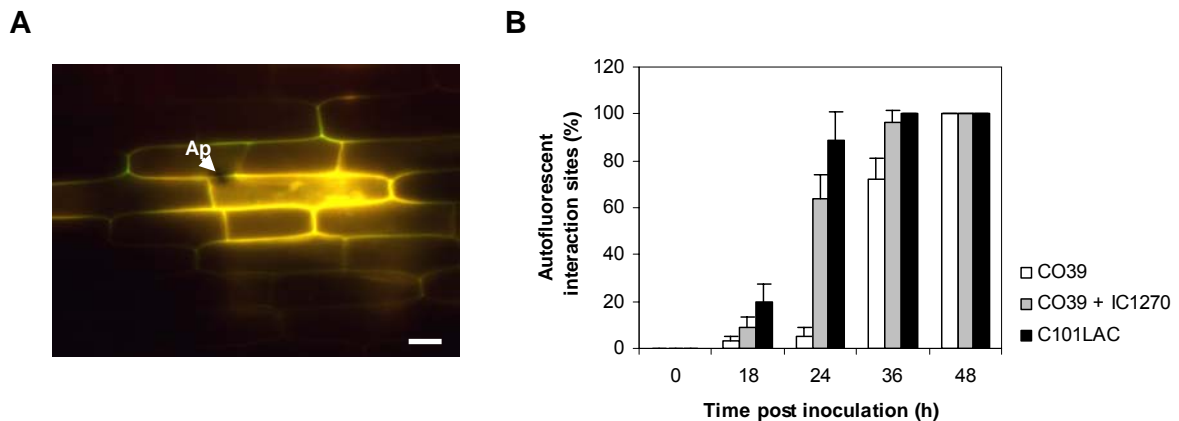 A
B
Ap
Autofluorescent
interaction sites (%)
120
100
80
60
40
20
0
0 18 24 36 48
Time post inoculation (h)
CO39
CO39 + IC1270
C101LAC